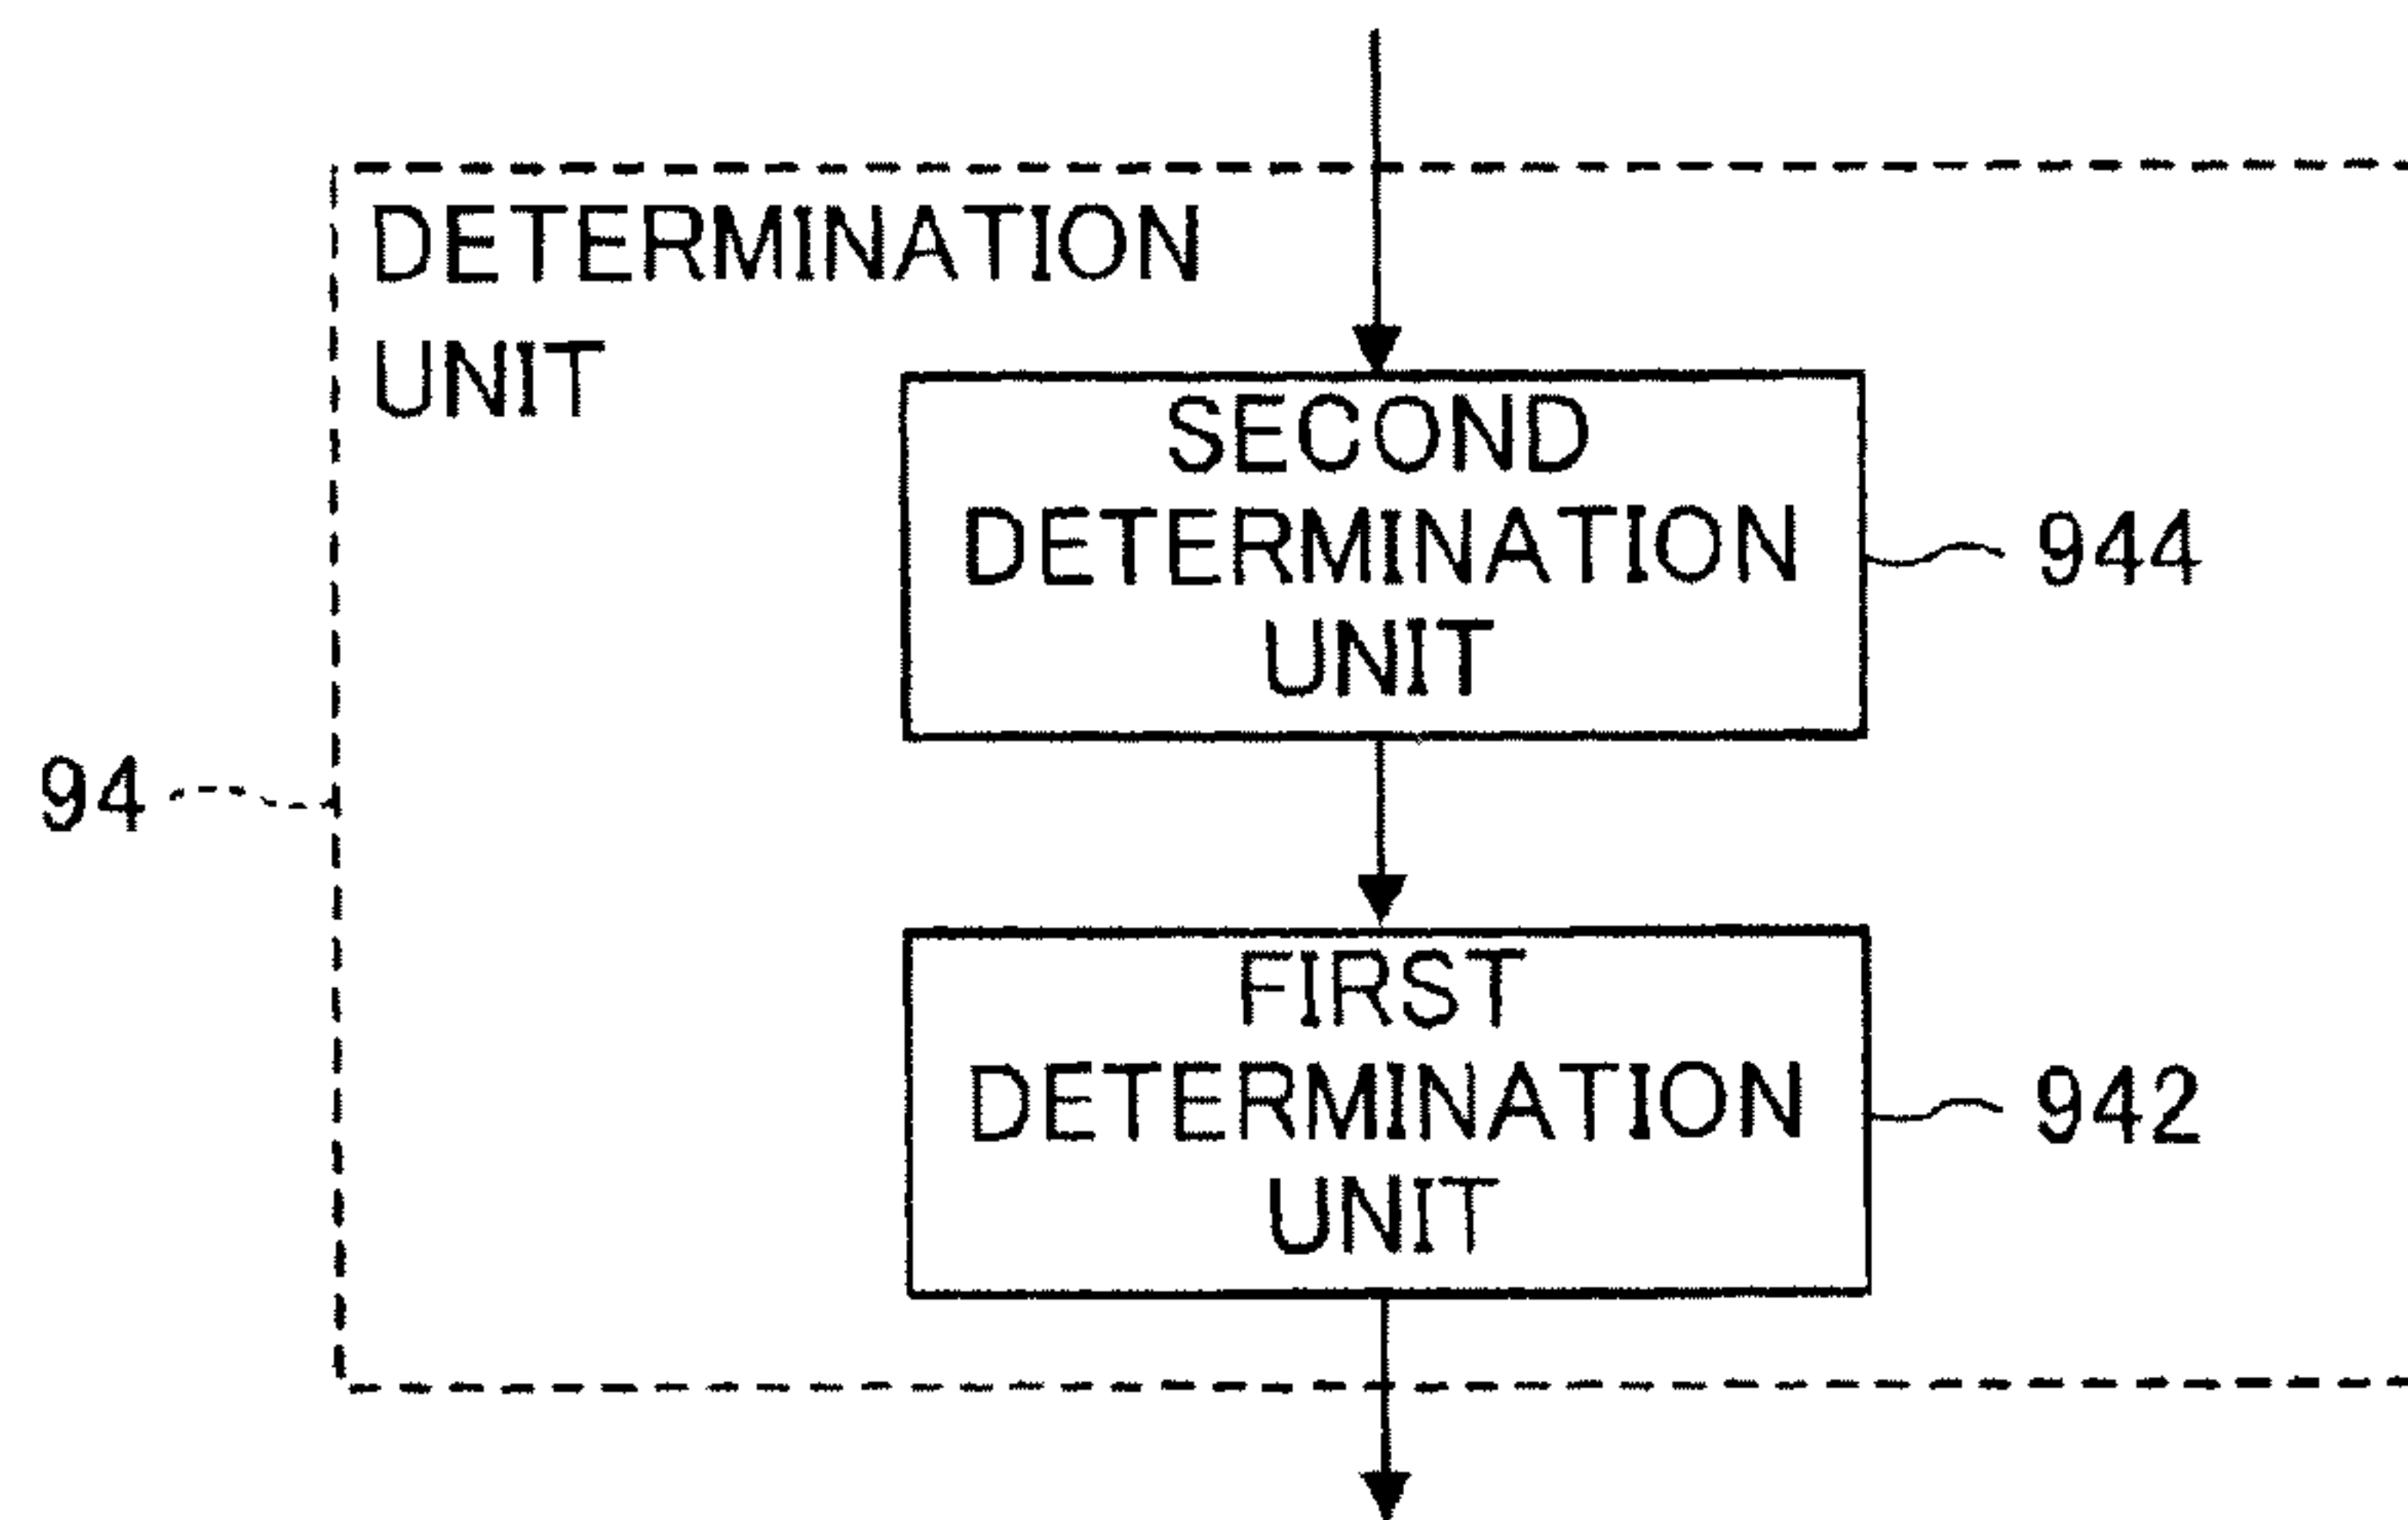 DETERMINATION
UNIT
SECOND
DETERMINATION
UNIT
944
94
FIRST
DETERMINATION
UNIT
942